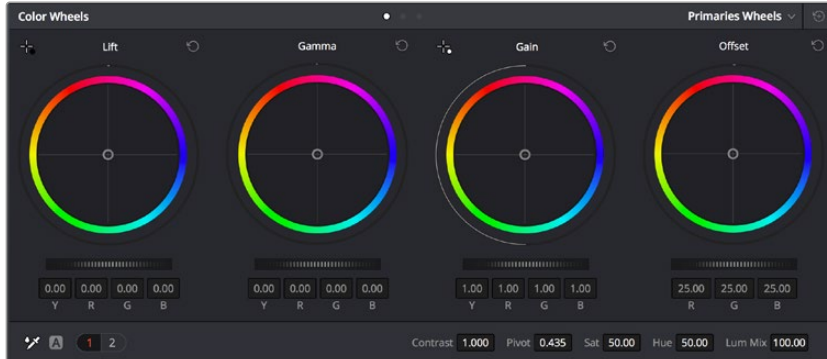 Color Wheels Primaries Wheels
Lift Gamma Gain Offset
0.00 0.00 0.00 0.00 0.00 0.00 0.00 0.00 1.00 1.00 1.00 1.00 25.00 25.00 25.00
Y R G B Y R G B Y R G B R G B
A 1 2 Contrast 1.000 Pivot 0.435 Sat 50.00 Hue 50.00 Lum Mix 100.00